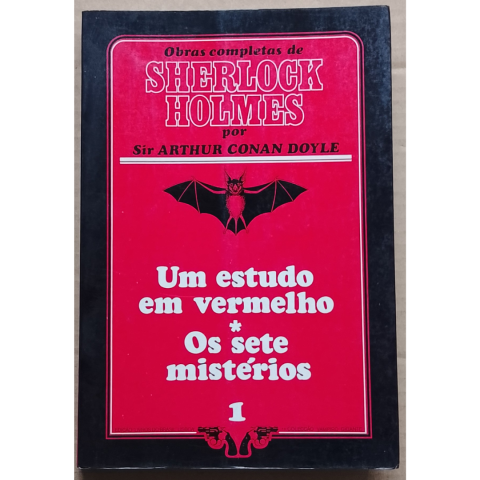 Obras completas de
SHERLOCK
HOLMES
por
Sir ARTHUR CONAN DOYLE
Um estudo
em vermelho
*
Os sete
mistérios
1